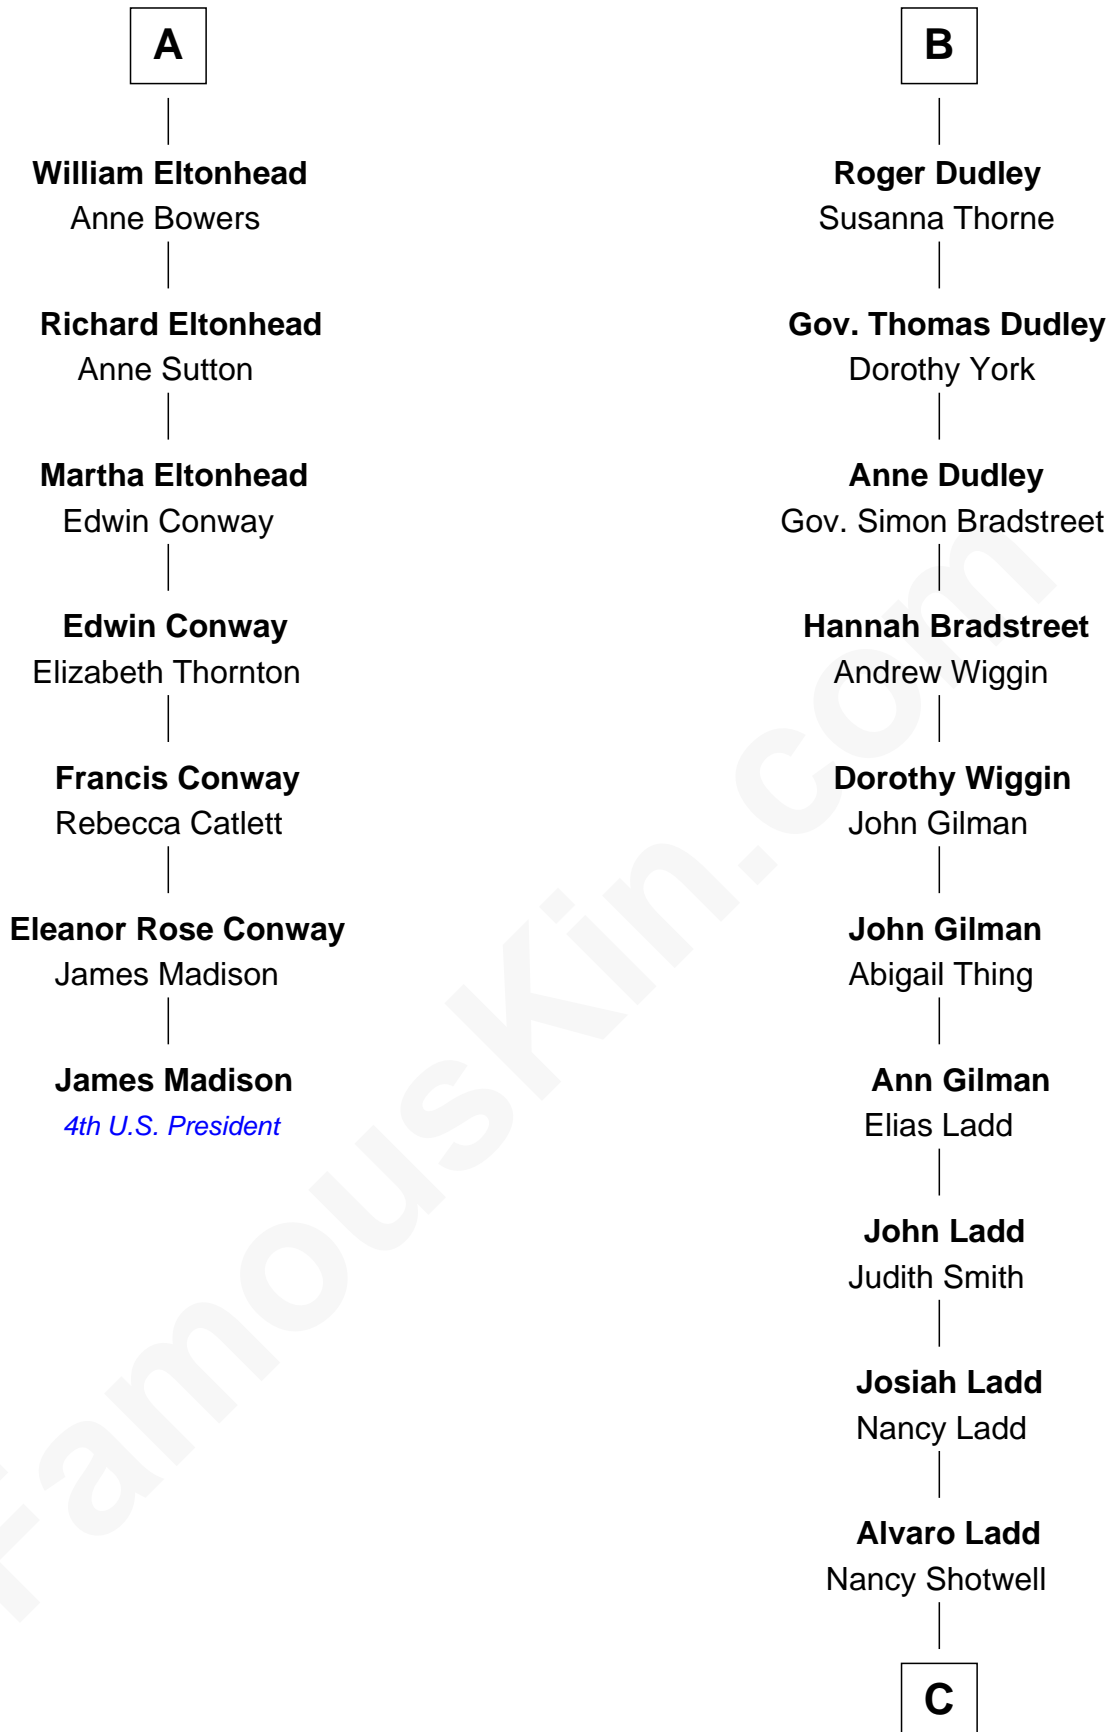 A
William Eltonhead
Anne Bowers
Richard Eltonhead
Anne Sutton
Martha Eltonhead
Edwin Conway
Edwin Conway
Elizabeth Thornton
Francis Conway
Rebecca Catlett
Eleanor Rose Conway
James Madison
James Madison
4th U.S. President
B
Roger Dudley
Susanna Thorne
Gov. Thomas Dudley
Dorothy York
Anne Dudley
Gov. Simon Bradstreet
Hannah Bradstreet
Andrew Wiggin
Dorothy Wiggin
John Gilman
John Gilman
Abigail Thing
Ann Gilman
Elias Ladd
John Ladd
Judith Smith
Josiah Ladd
Nancy Ladd
Alvaro Ladd
Nancy Shotwell
C
FamousKin.com